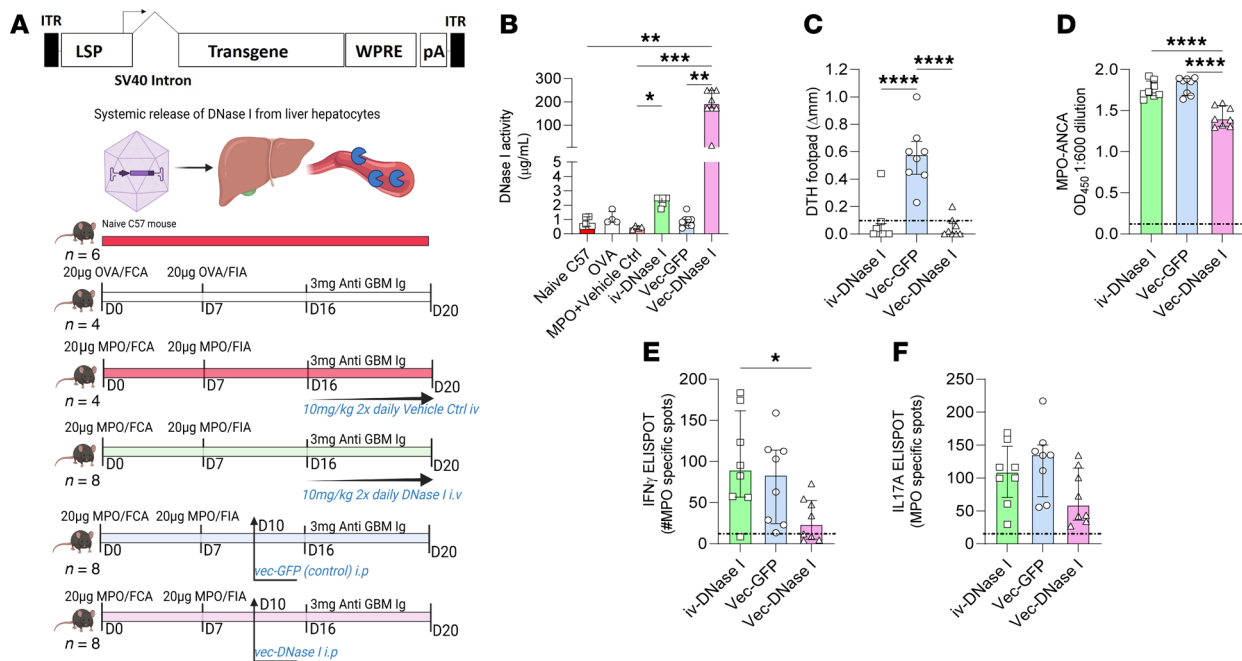 A
ITR
ITR
LSP
Transgene
WPRE
pA
SV40 Intron
Systemic release of DNase I from liver hepatocytes
Naive C57 mouse
n = 6
20µg OVA/FCA
20µg OVA/FIA
3mg Anti GBM Ig
D0
D7
D16
D20
n = 4
20µg MPO/FCA
20µg MPO/FIA
3mg Anti GBM Ig
D0
D7
D16
D20
n = 4
10mg/kg 2x daily Vehicle Ctrl iv
20µg MPO/FCA
20µg MPO/FIA
3mg Anti GBM Ig
D0
D7
D16
D20
n = 8
10mg/kg 2x daily DNase I i.v
20µg MPO/FCA
20µg MPO/FIA
D10
3mg Anti GBM Ig
D0
D7
D16
D20
n = 8
vec-GFP (control) i.p
20µg MPO/FCA
20µg MPO/FIA
D10
3mg Anti GBM Ig
D0
D7
D16
D20
n = 8
vec-DNase I i.p
B
**
***
**
*
DNase I activity
(µg/mL)
300
200
100
5
4
3
2
1
0
Naive C57
OVA
MPO+Vehicle Ctrl
iv-DNase I
Vec-GFP
Vec-DNase I
C
****
****
DTH footpad (Δmm)
1.2
1.0
0.8
0.6
0.4
0.2
0.0
iv-DNase I
Vec-GFP
Vec-DNase I
D
****
****
MPO-ANCA
OD450 1:600 dilution
2.0
1.5
1.0
0.5
0.0
iv-DNase I
Vec-GFP
Vec-DNase I
E
*
IFNγ ELISPOT
(#MPO specific spots)
200
150
100
50
0
iv-DNase I
Vec-GFP
Vec-DNase I
F
IL17A ELISPOT
(MPO specific spots)
250
200
150
100
50
0
iv-DNase I
Vec-GFP
Vec-DNase I